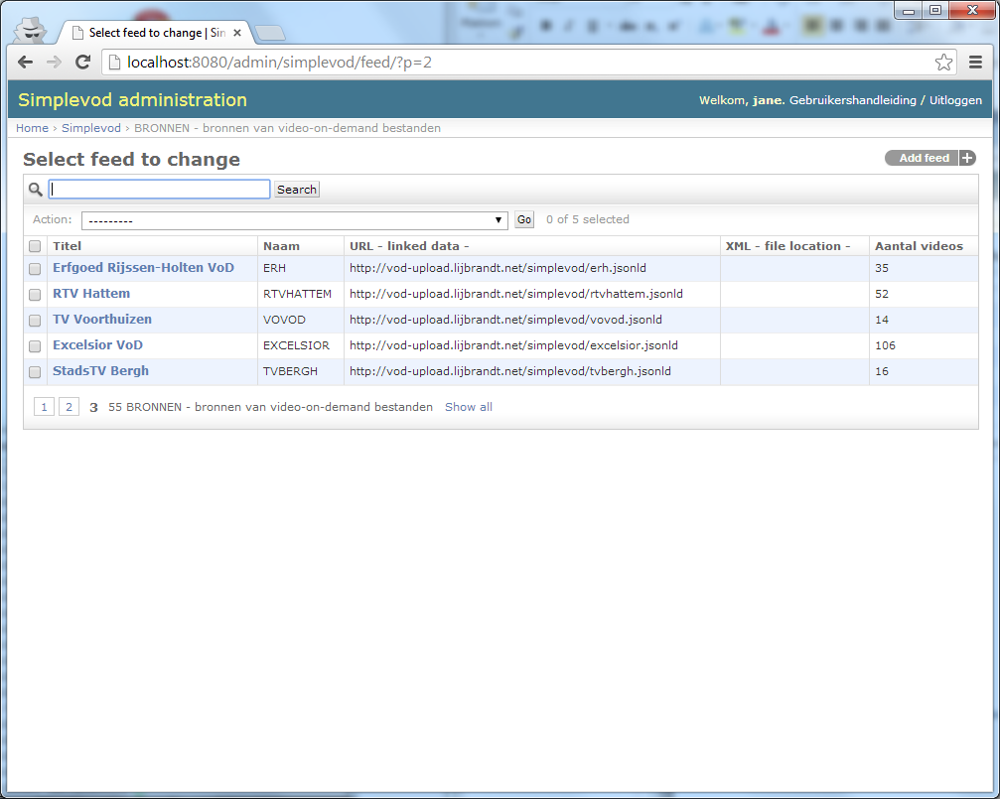 Select feed to change | Sin
localhost:8080/admin/simplevod/feed/?p=2
Simplevod administration
Welkom, jane. Gebruikershandleiding / Uitloggen
Home › Simplevod › BRONNEN - bronnen van video-on-demand bestanden
Select feed to change
Add feed +
Search
Action: --------- Go 0 of 5 selected
Titel Naam URL - linked data - XML - file location - Aantal videos
Erfgoed Rijssen-Holten VoD ERH http://vod-upload.lijbrandt.net/simplevod/erh.jsonld 35
RTV Hattem RTVHATTEM http://vod-upload.lijbrandt.net/simplevod/rtvhattem.jsonld 52
TV Voorthuizen VOVOD http://vod-upload.lijbrandt.net/simplevod/vovod.jsonld 14
Excelsior VoD EXCELSIOR http://vod-upload.lijbrandt.net/simplevod/excelsior.jsonld 106
StadsTV Bergh TVBERGH http://vod-upload.lijbrandt.net/simplevod/tvbergh.jsonld 16
1 2 3 55 BRONNEN - bronnen van video-on-demand bestanden Show all